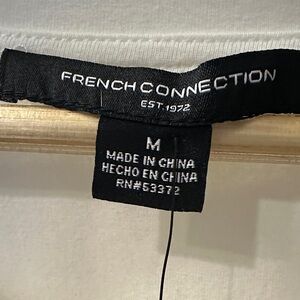 FRENCH CONNECTION
EST.1972
M
MADE IN CHINA
HECHO EN CHINA
RN#53372